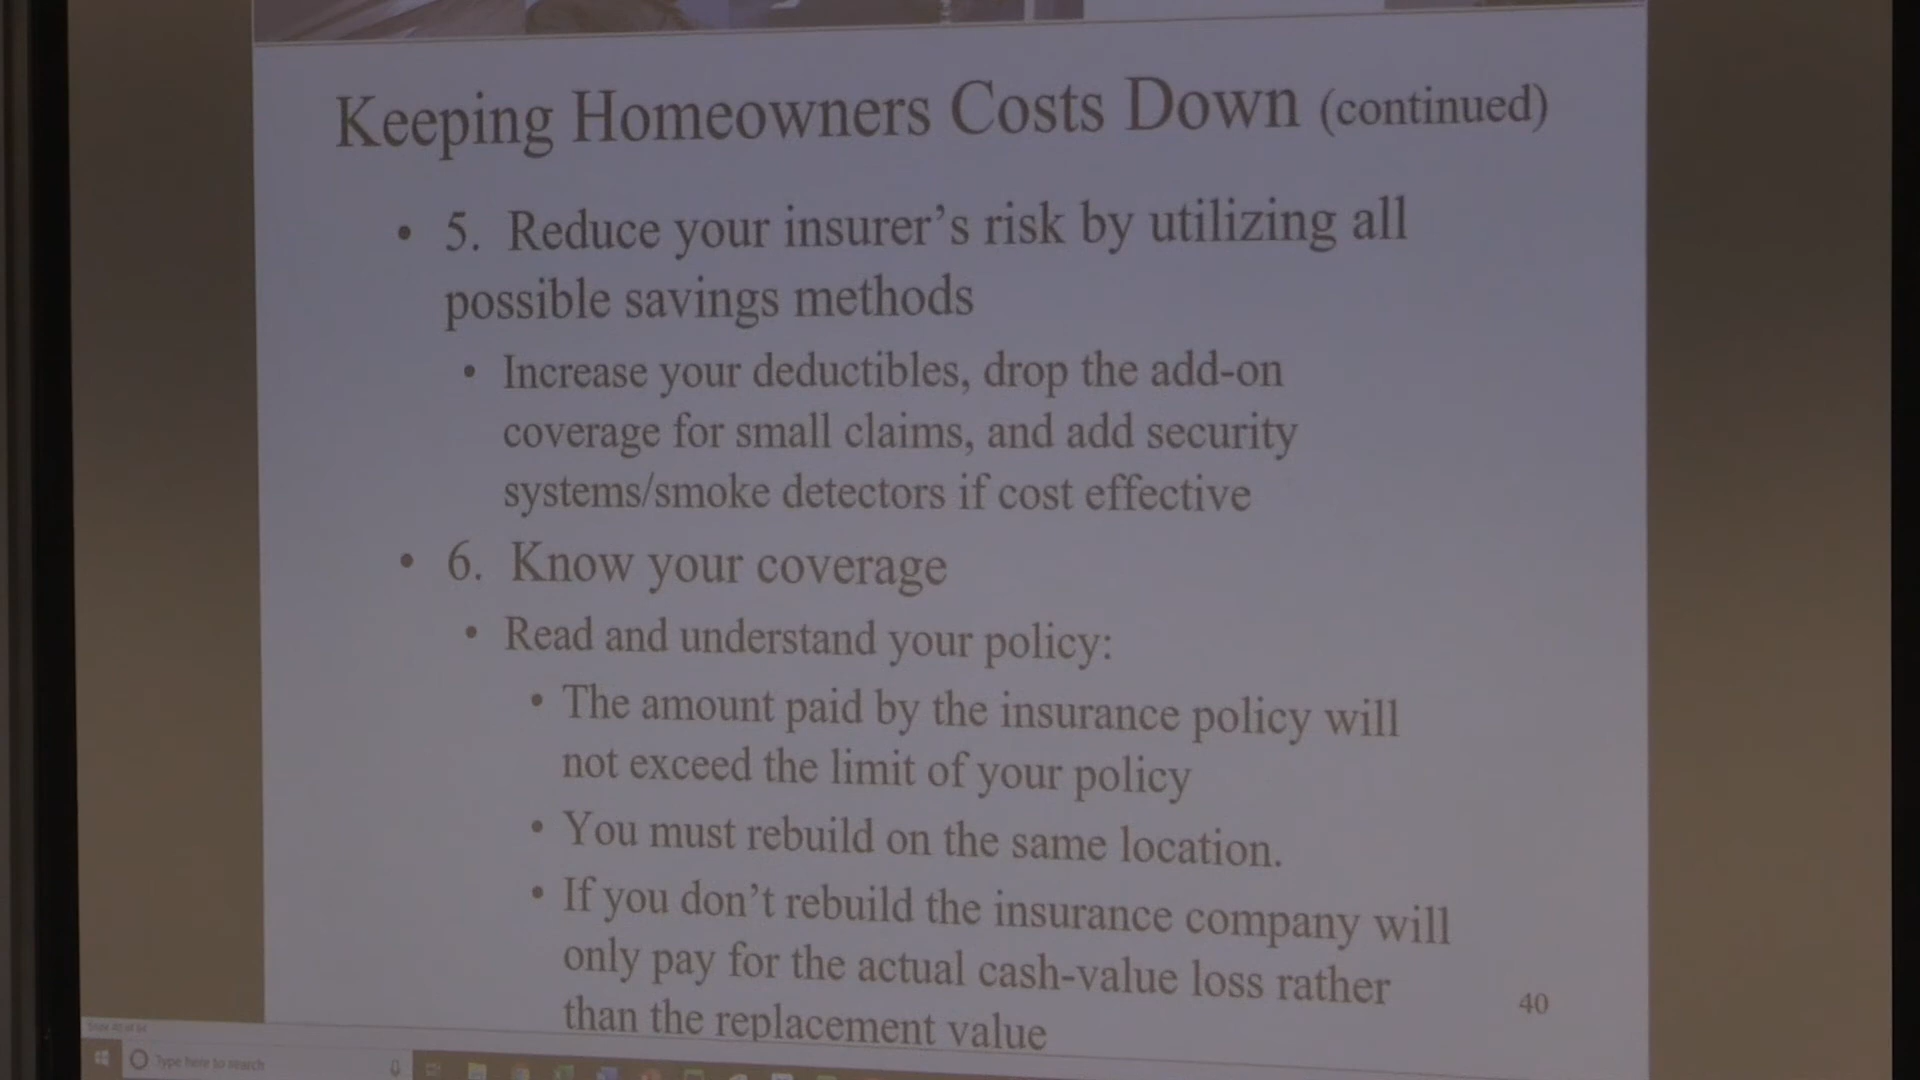 Keeping Homeowners Costs Down (continued)
• 5. Reduce your insurer's risk by utilizing all
possible savings methods
• Increase your deductibles, drop the add-on
coverage for small claims, and add security
systems/smoke detectors if cost effective
• 6. Know your coverage
• Read and understand your policy:
• The amount paid by the insurance policy will
not exceed the limit of your policy
• You must rebuild on the same location.
• If you don't rebuild the insurance company will
only pay for the actual cash-value loss rather
than the replacement value
40
Type here to search